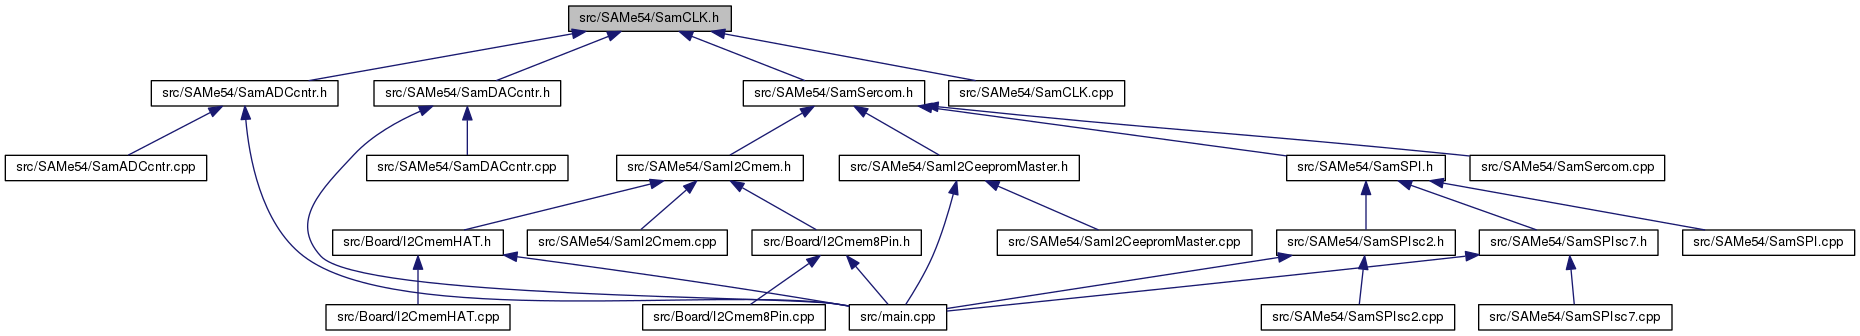 src/SAMe54/SamCLK.h
src/SAMe54/SamADCcntr.h
src/SAMe54/SamDACcntr.h
src/SAMe54/SamSercom.h
src/SAMe54/SamCLK.cpp
src/SAMe54/SamADCcntr.cpp
src/SAMe54/SamDACcntr.cpp
src/SAMe54/SamI2Cmem.h
src/SAMe54/SamI2CeepromMaster.h
src/SAMe54/SamSPI.h
src/SAMe54/SamSercom.cpp
src/Board/I2CmemHAT.h
src/SAMe54/SamI2Cmem.cpp
src/Board/I2Cmem8Pin.h
src/SAMe54/SamI2CeepromMaster.cpp
src/SAMe54/SamSPIsc2.h
src/SAMe54/SamSPIsc7.h
src/SAMe54/SamSPI.cpp
src/Board/I2CmemHAT.cpp
src/Board/I2Cmem8Pin.cpp
src/main.cpp
src/SAMe54/SamSPIsc2.cpp
src/SAMe54/SamSPIsc7.cpp